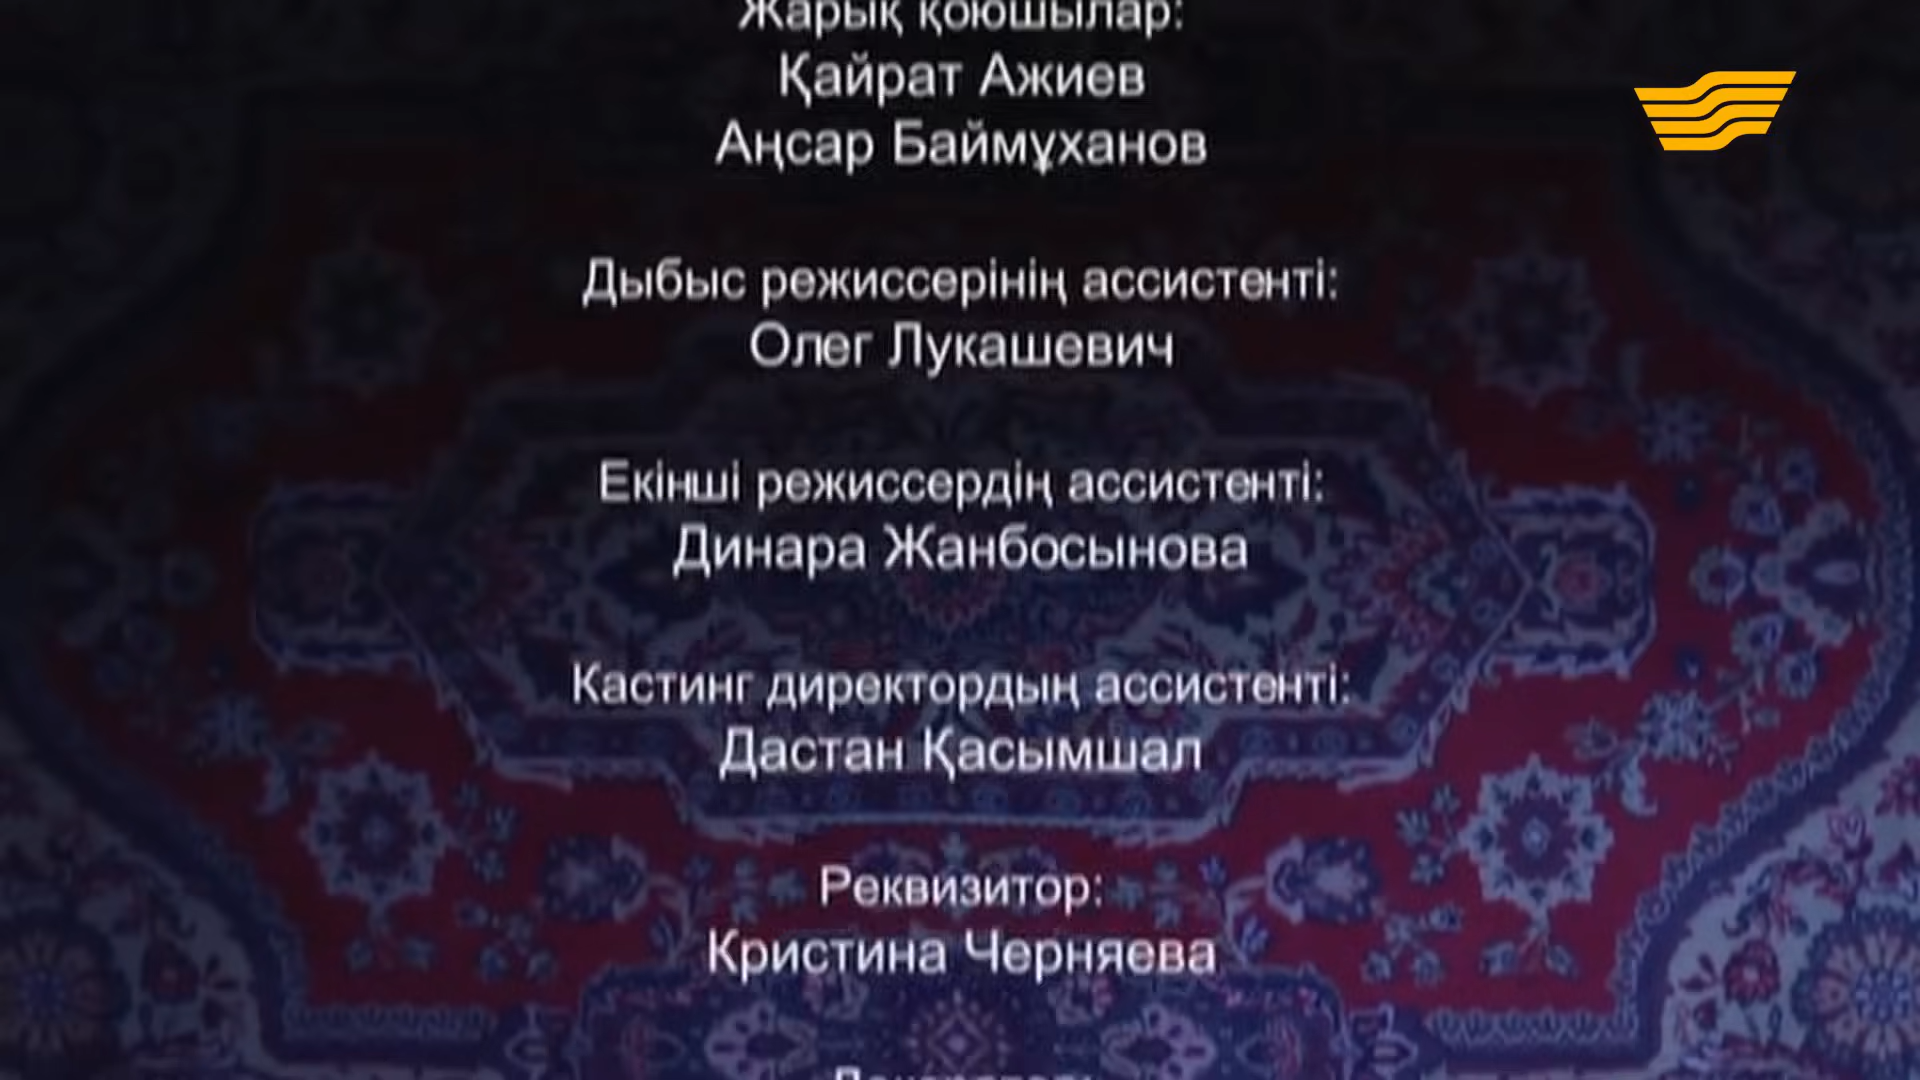 Жарық қоюшылар:
Қайрат Ажиев
Аңсар Баймұханов
Дыбыс режиссерінің ассистенті:
Олег Лукашевич
Екінші режиссердің ассистенті:
Динара Жанбосынова
Кастинг директордың ассистенті:
Дастан Қасымшал
Реквизитор:
Кристина Черняева